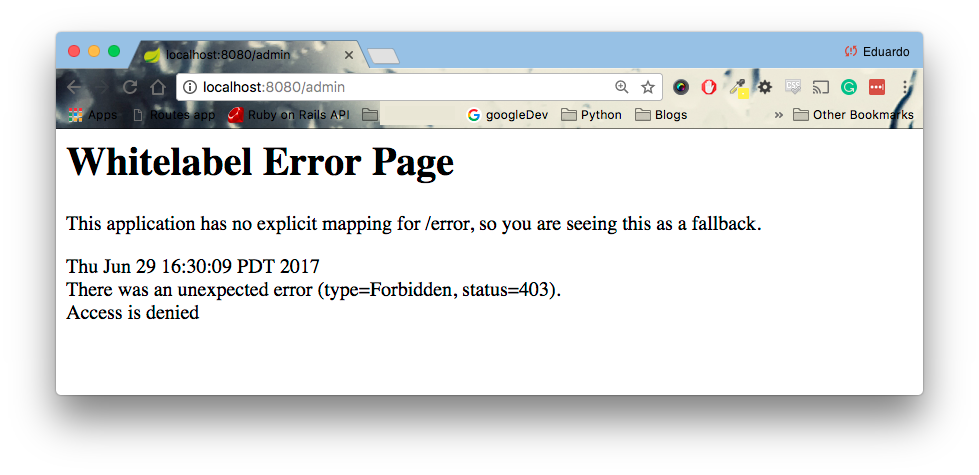 localhost:8080/admin
Eduardo
localhost:8080/admin
Apps Routes app Ruby on Rails API googleDev Python Blogs » Other Bookmarks
Whitelabel Error Page
This application has no explicit mapping for /error, so you are seeing this as a fallback.
Thu Jun 29 16:30:09 PDT 2017
There was an unexpected error (type=Forbidden, status=403).
Access is denied